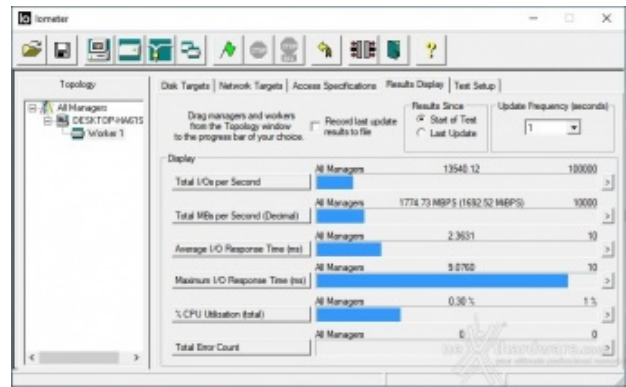 Iometer
Topology
All Managers
DESKTOP-HAG1S
Worker 1
Disk Targets
Network Targets
Access Specifications
Results Display
Test Setup
Drag managers and workers
from the Topology window
to the progress bar of your choice.
Record last update
results to file
Results Since
Start of Test
Last Update
Update Frequency (seconds)
1
Display
All Managers 13540.12 100000
Total I/Os per Second
All Managers 1774.73 MBPS (1692.52 MiBPS) 10000
Total MBs per Second (Decimal)
All Managers 2.3631 10
Average I/O Response Time (ms)
All Managers 9.0760 10
Maximum I/O Response Time (ms)
All Managers 0.30 % 1 %
% CPU Utilization (total)
All Managers 0 0
Total Error Count